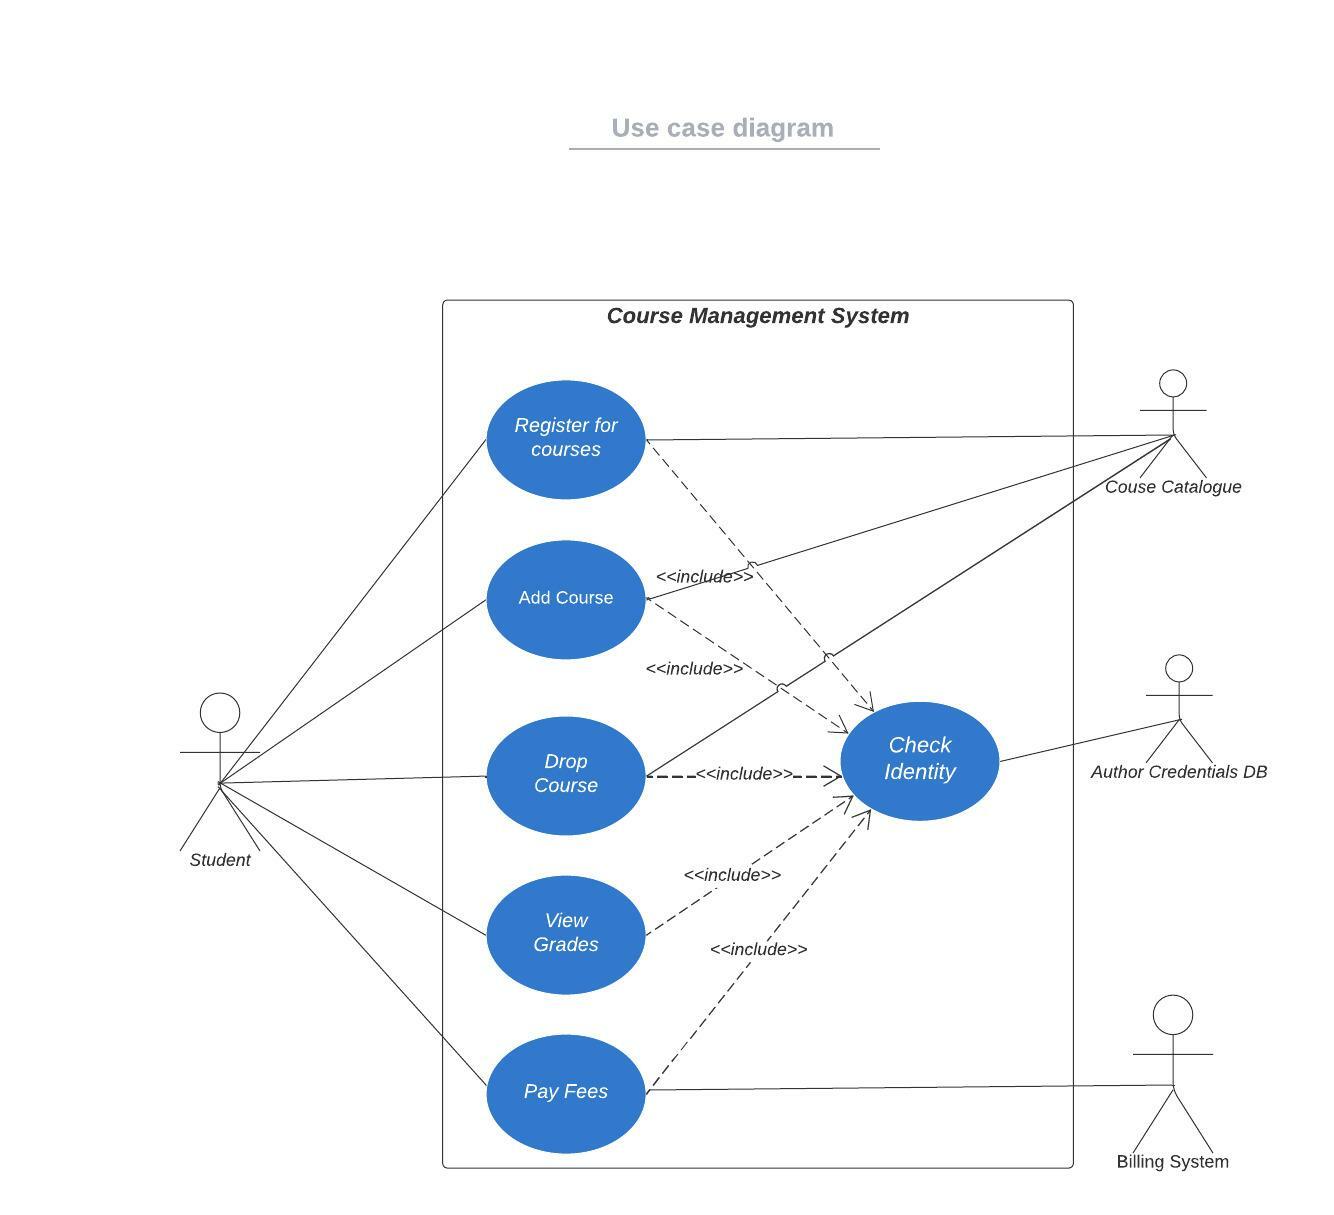 Use case diagram
Course Management System
Register for
courses
Couse Catalogue
<<include>>
Add Course
<<include>>
Check
Identity
Drop
Course
<<include>>
Author Credentials DB
Student
<<include>>
View
Grades
<<include>>
Pay Fees
Billing System